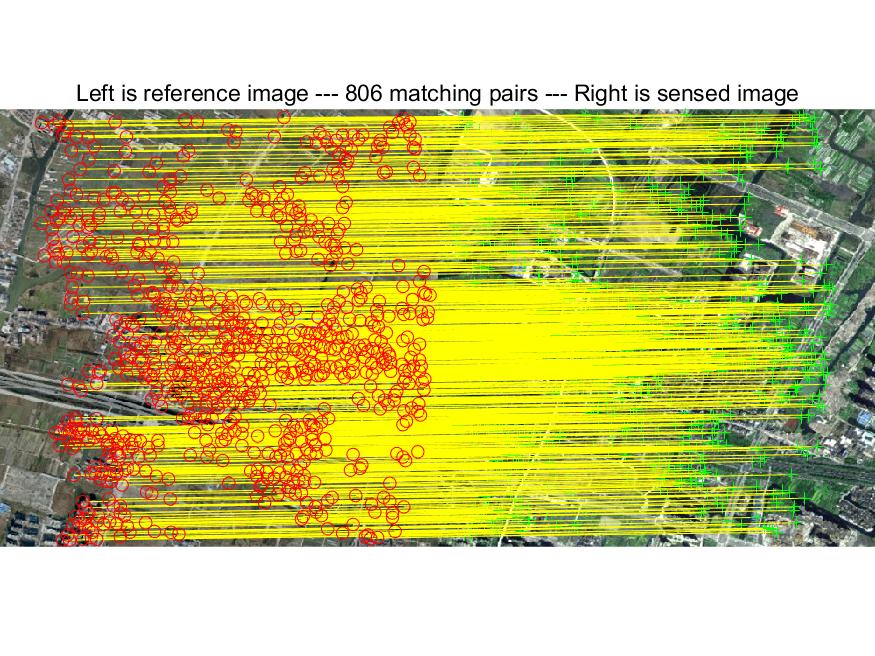 Left is reference image --- 806 matching pairs --- Right is sensed image